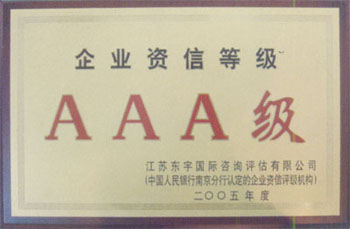 企业资信等级
AAA级
江苏东宇国际咨询评估有限公司
(中国人民银行南京分行认定的企业资信评级机构)
二〇〇五年度